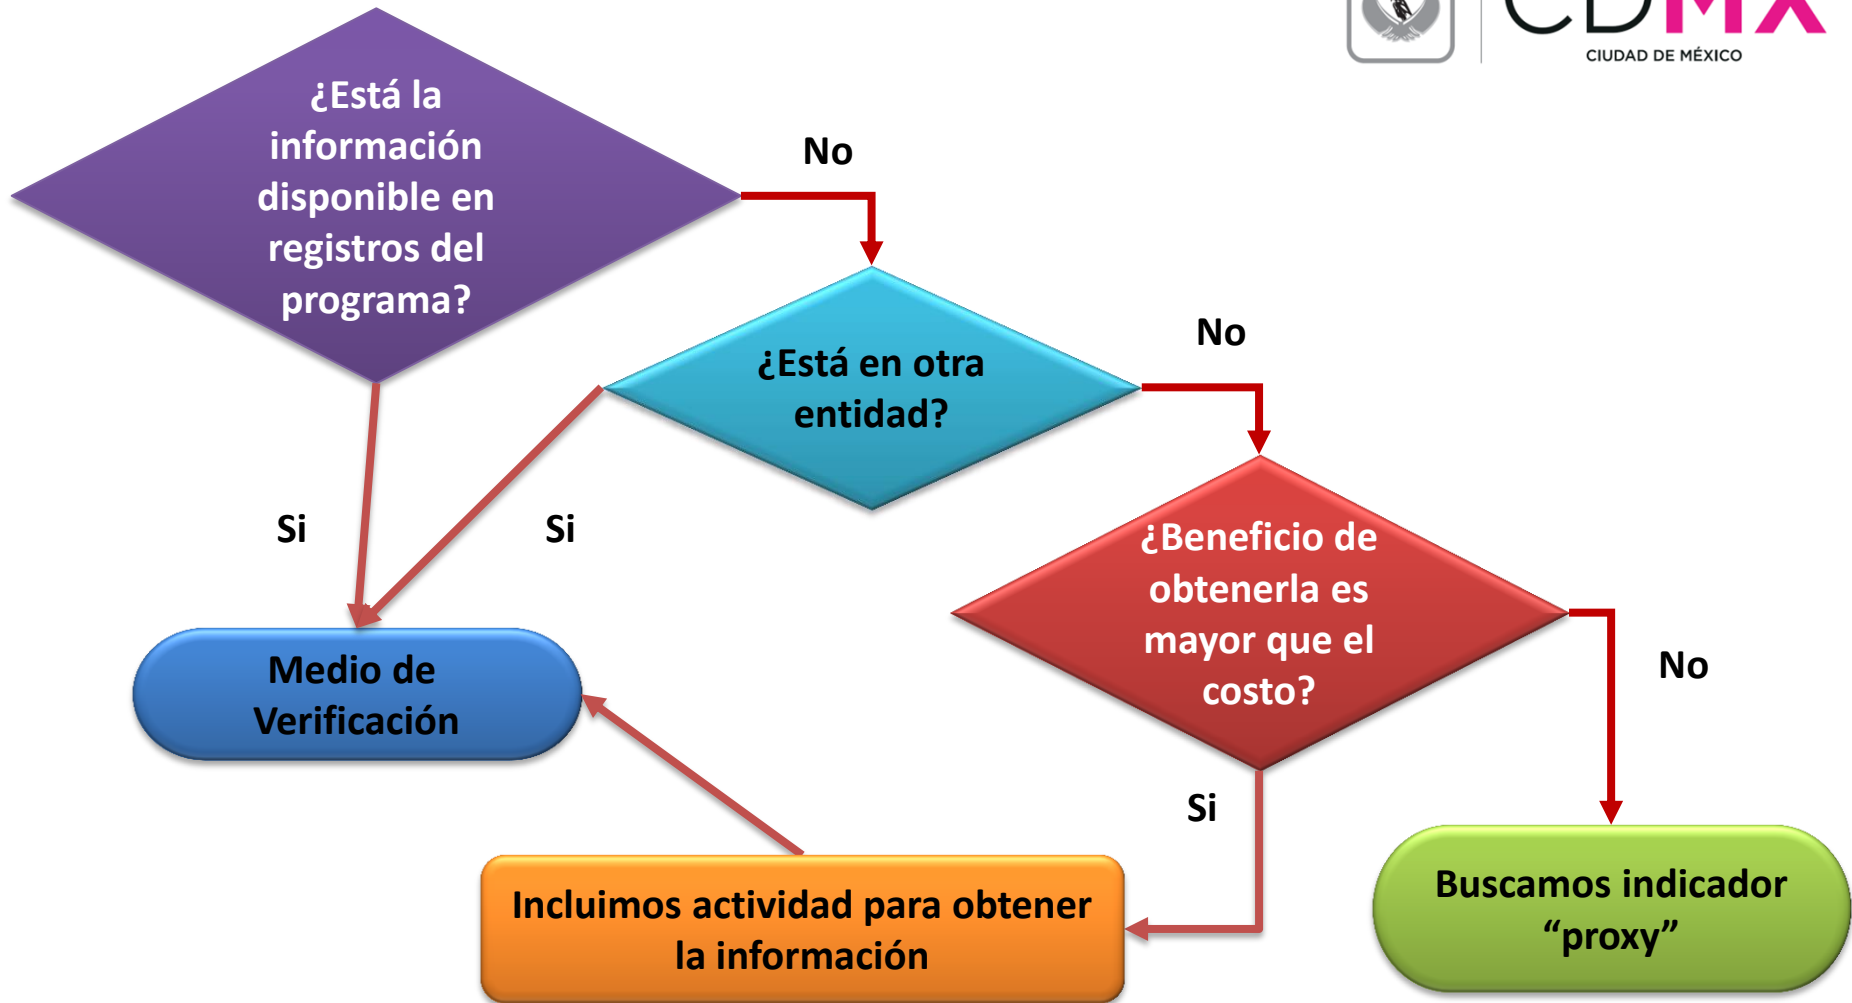 CDMX
CIUDAD DE MÉXICO
¿Está la
información
disponible en
registros del
programa?
No
¿Está en otra
entidad?
No
Si
Si
¿Beneficio de
obtenerla es
mayor que el
costo?
No
Medio de
Verificación
Si
Incluimos actividad para obtener
la información
Buscamos indicador
“proxy”